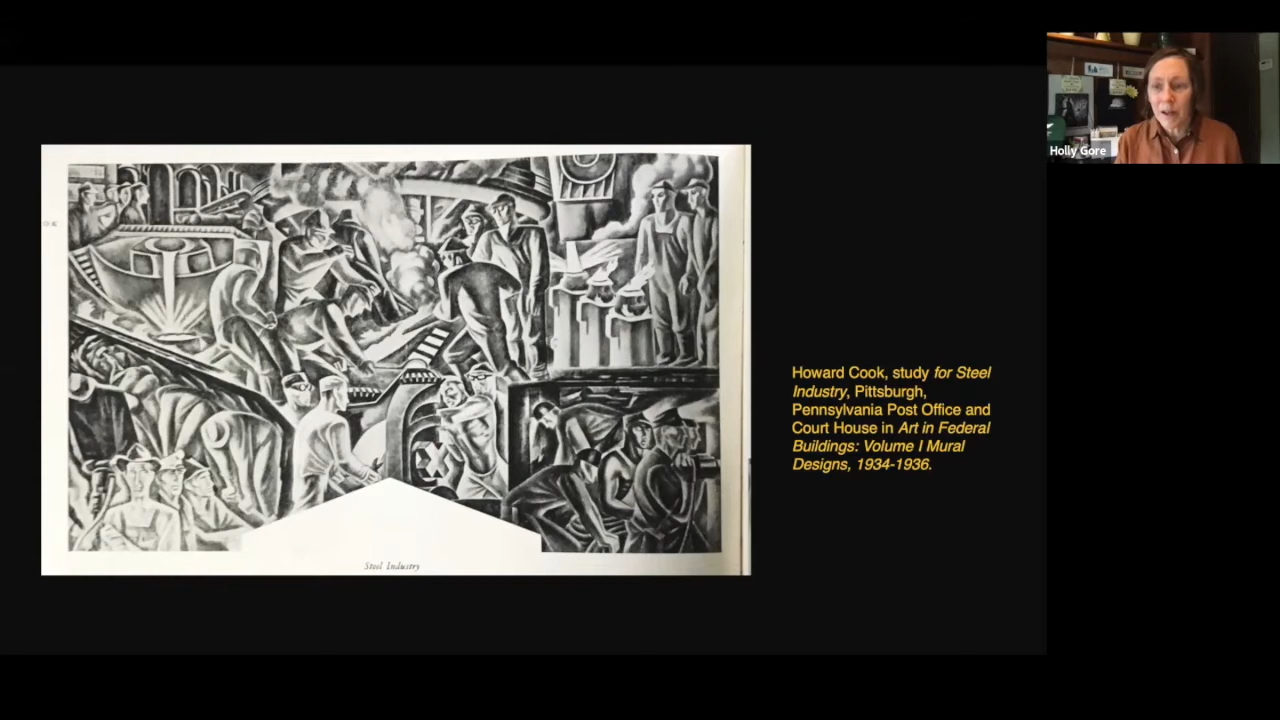 Holly Gore
Howard Cook, study for Steel
Industry, Pittsburgh,
Pennsylvania Post Office and
Court House in Art in Federal
Buildings: Volume I Mural
Designs, 1934-1936.
Steel Industry